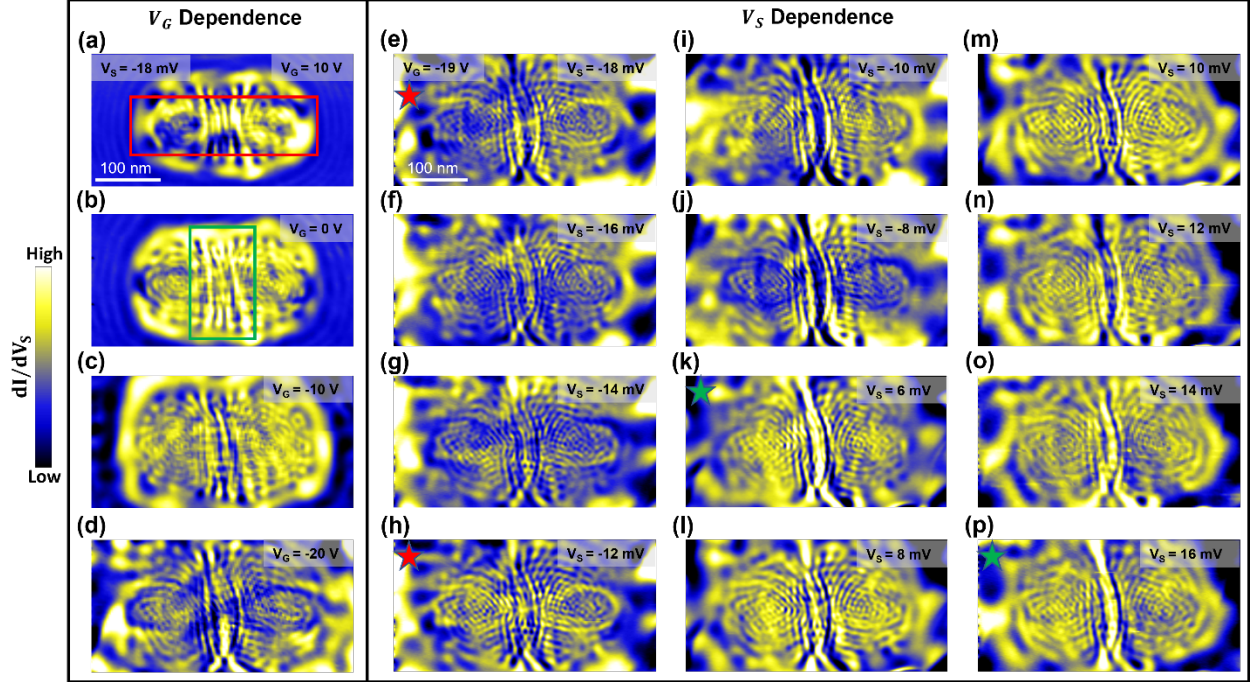 V_G Dependence
V_S Dependence
(a)
V_S = -18 mV
V_G = 10 V
100 nm
(b)
V_G = 0 V
(c)
V_G = -10 V
(d)
V_G = -20 V
High
dI/dV_S
Low
(e)
V_G = -19 V
V_S = -18 mV
100 nm
(f)
V_S = -16 mV
(g)
V_S = -14 mV
(h)
V_S = -12 mV
(i)
V_S = -10 mV
(j)
V_S = -8 mV
(k)
V_S = 6 mV
(l)
V_S = 8 mV
(m)
V_S = 10 mV
(n)
V_S = 12 mV
(o)
V_S = 14 mV
(p)
V_S = 16 mV